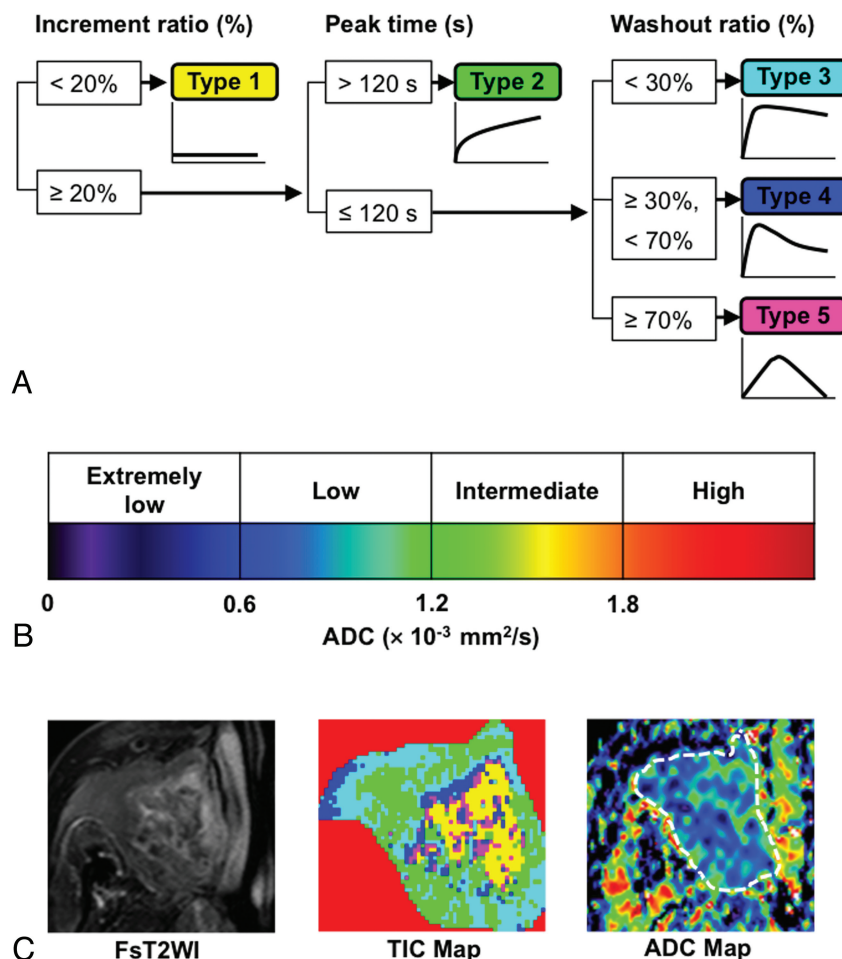 Increment ratio (%) Peak time (s) Washout ratio (%)
< 20% Type 1 > 120 s Type 2 < 30% Type 3
≥ 20% ≤ 120 s ≥ 30%, Type 4
< 70%
≥ 70% Type 5
A
Extremely low Low Intermediate High
0 0.6 1.2 1.8
ADC (× 10⁻³ mm²/s)
B
C
FsT2WI TIC Map ADC Map